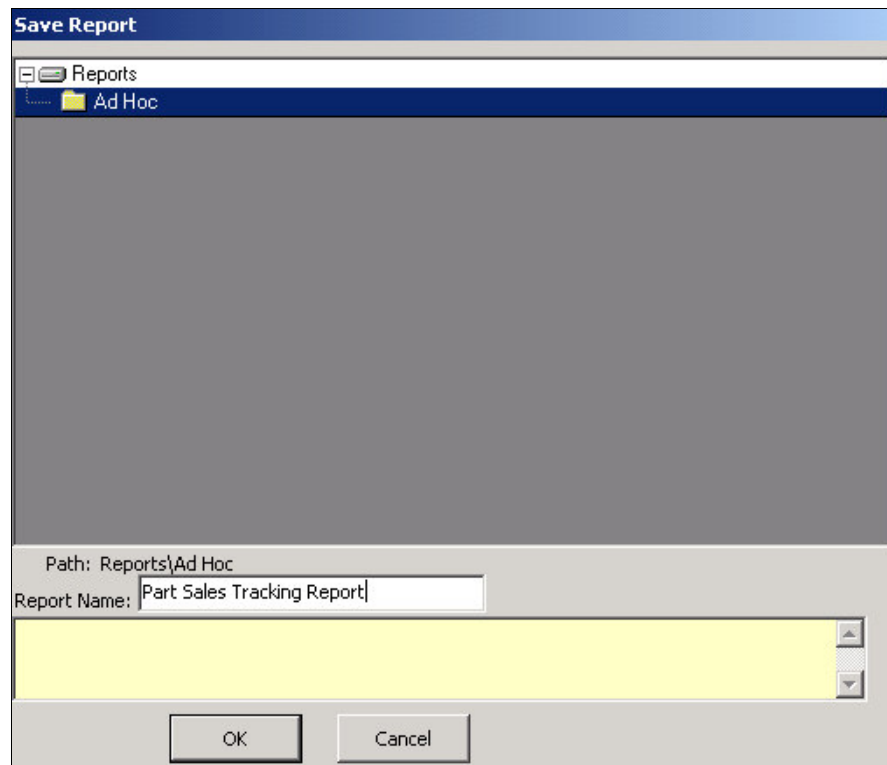 Save Report
Reports
Ad Hoc
Path: Reports\Ad Hoc
Report Name: Part Sales Tracking Report
OK Cancel